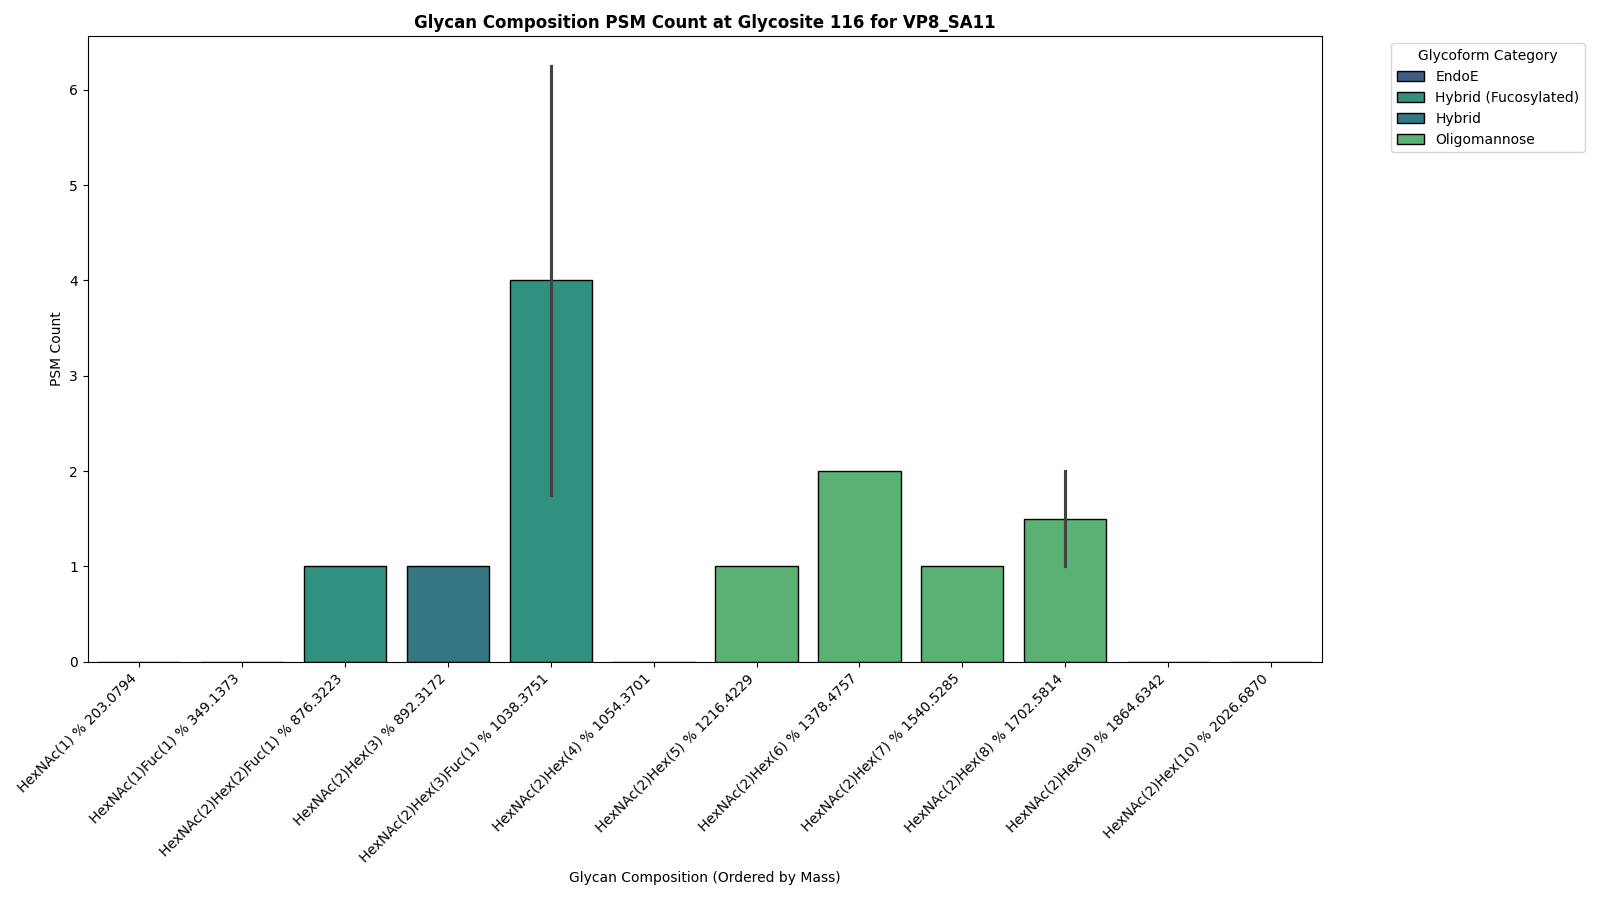 Glycan Composition PSM Count at Glycosite 116 for VP8_SA11
Glycoform Category
EndoE
Hybrid (Fucosylated)
Hybrid
Oligomannose
PSM Count
6
5
4
3
2
1
0
HexNAc(1) % 203.0794
HexNAc(1)Fuc(1) % 349.1373
HexNAc(2)Hex(2)Fuc(1) % 876.3223
HexNAc(2)Hex(3) % 892.3172
HexNAc(2)Hex(3)Fuc(1) % 1038.3751
HexNAc(2)Hex(4) % 1054.3701
HexNAc(2)Hex(5) % 1216.4229
HexNAc(2)Hex(6) % 1378.4757
HexNAc(2)Hex(7) % 1540.5285
HexNAc(2)Hex(8) % 1702.5814
HexNAc(2)Hex(9) % 1864.6342
HexNAc(2)Hex(10) % 2026.6870
Glycan Composition (Ordered by Mass)